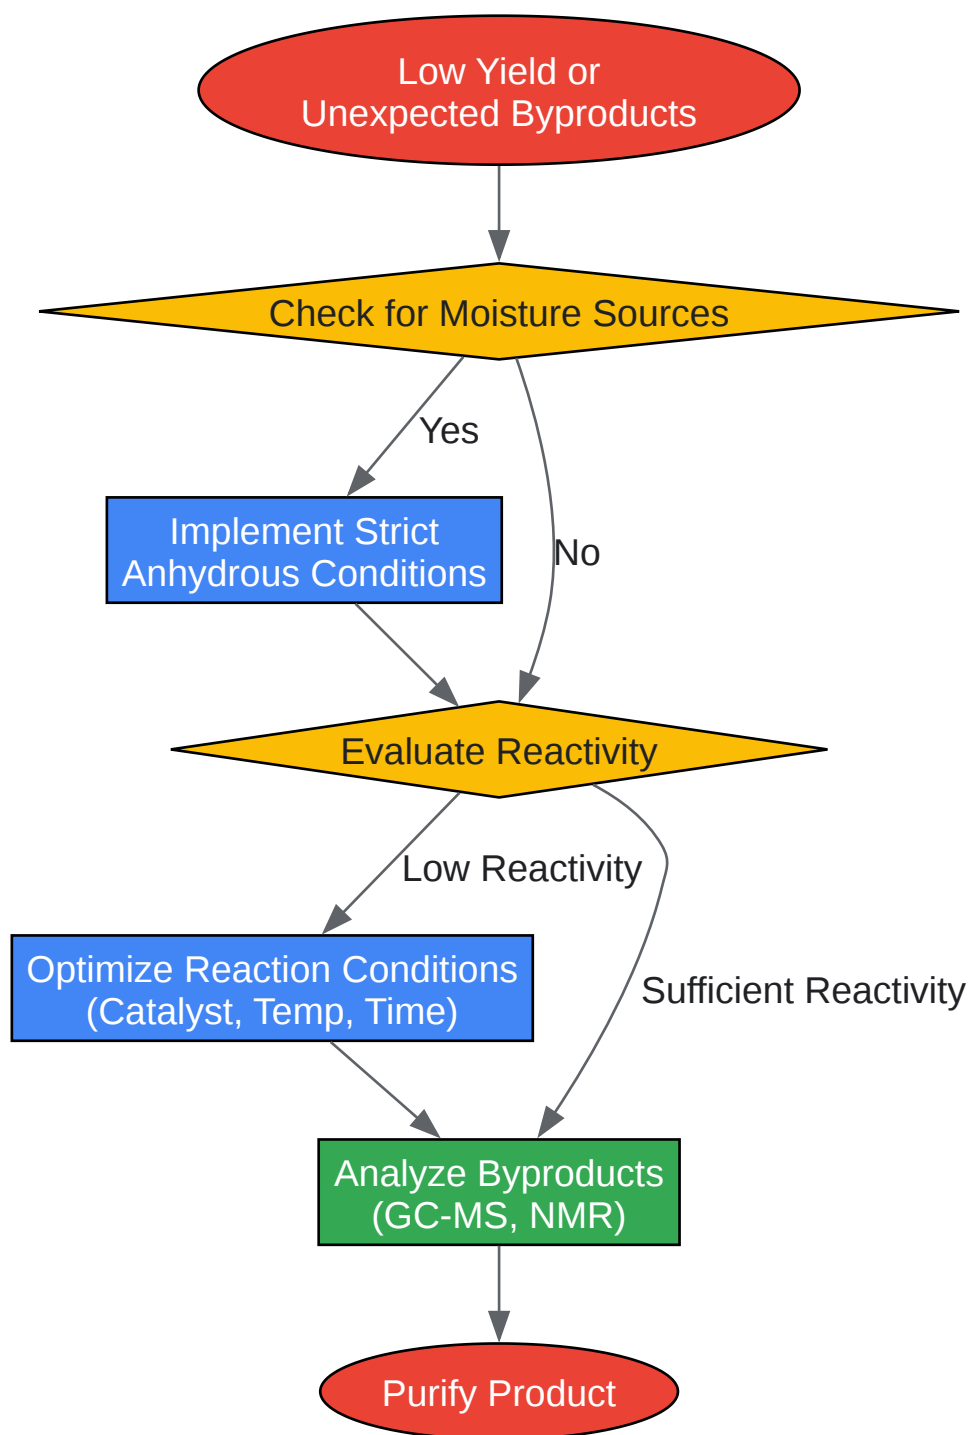 Low Yield or
Unexpected Byproducts
Check for Moisture Sources
Yes
Implement Strict
Anhydrous Conditions
No
Evaluate Reactivity
Low Reactivity
Optimize Reaction Conditions
(Catalyst, Temp, Time)
Sufficient Reactivity
Analyze Byproducts
(GC-MS, NMR)
Purify Product